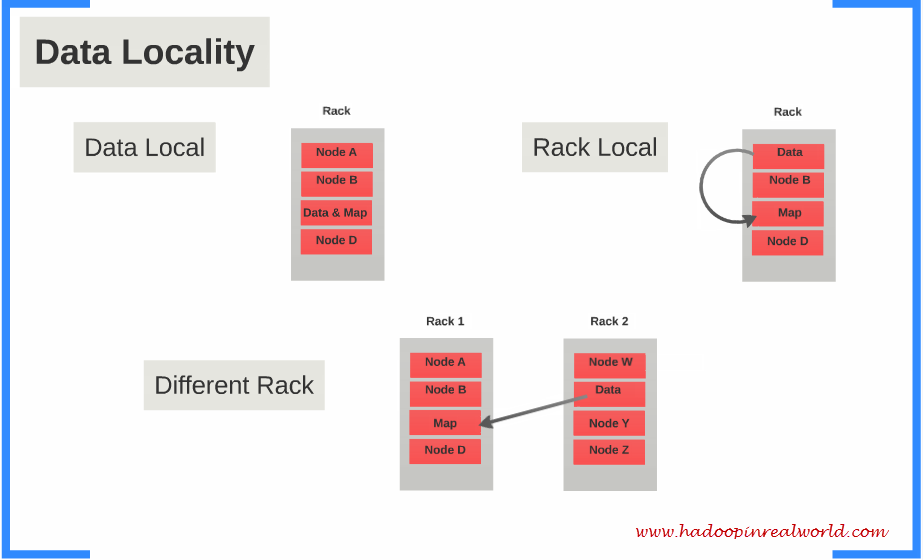 Data Locality
Data Local
Rack
Node A
Node B
Data & Map
Node D
Rack Local
Rack
Data
Node B
Map
Node D
Different Rack
Rack 1
Node A
Node B
Map
Node D
Rack 2
Node W
Data
Node Y
Node Z
www.hadoopinrealworld.com